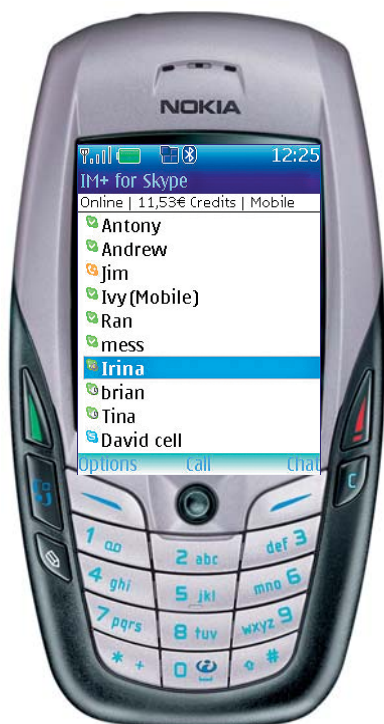 NOKIA
12:25
IM+ for Skype
Online | 11,53€ Credits | Mobile
Antony
Andrew
Jim
Ivy(Mobile)
Ran
mess
Irina
brian
Tina
David cell
Options Call Chat
C
1 ao
2 abc
def 3
4 ghi
5 jkl
mno 6
7 pqrs
8 tuv
wxyz 9
* +
0
#